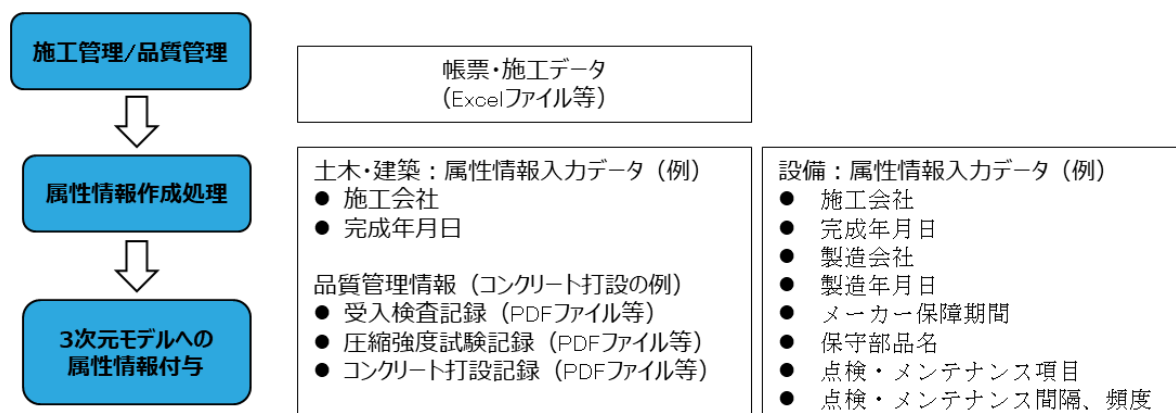 施工管理/品質管理
帳票・施工データ
（Excelファイル等）
属性情報作成処理
土木・建築：属性情報入力データ（例）
● 施工会社
● 完成年月日
品質管理情報（コンクリート打設の例）
● 受入検査記録（PDFファイル等）
● 圧縮強度試験記録（PDFファイル等）
● コンクリート打設記録（PDFファイル等）
設備：属性情報入力データ（例）
● 施工会社
● 完成年月日
● 製造会社
● 製造年月日
● メーカー保障期間
● 保守部品名
● 点検・メンテナンス項目
● 点検・メンテナンス間隔、頻度
3次元モデルへの
属性情報付与